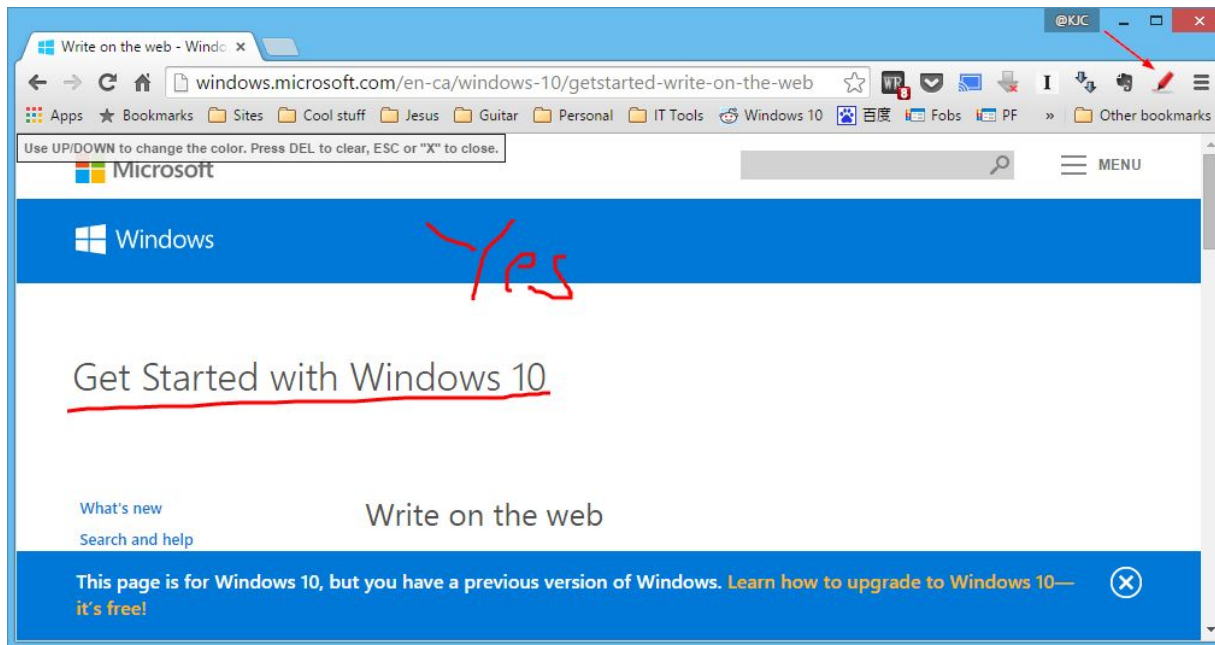 @KJC
Write on the web - Windo
windows.microsoft.com/en-ca/windows-10/getstarted-write-on-the-web
WP 8 I
Apps Bookmarks Sites Cool stuff Jesus Guitar Personal IT Tools Windows 10 百度 Fobs PF » Other bookmarks
Use UP/DOWN to change the color. Press DEL to clear, ESC or "X" to close.
Microsoft
MENU
Windows
Yes
Get Started with Windows 10
What's new
Write on the web
Search and help
This page is for Windows 10, but you have a previous version of Windows. Learn how to upgrade to Windows 10—
it's free!